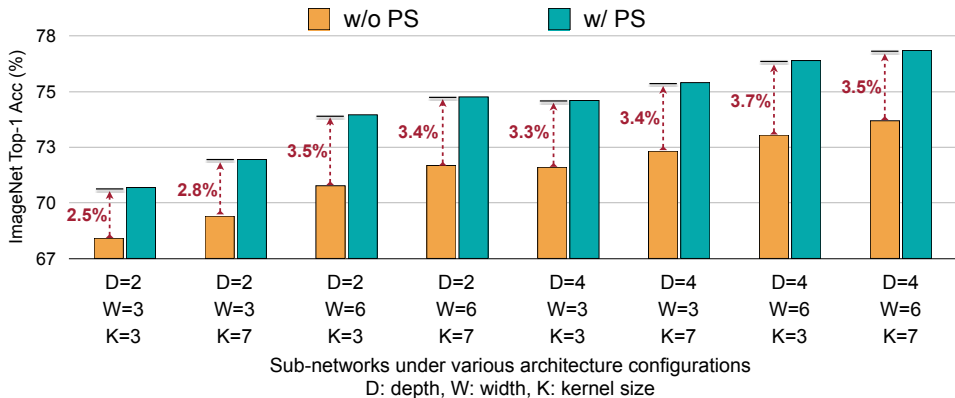 w/o PS
w/ PS
ImageNet Top-1 Acc (%)
78
75
73
70
67
2.5%
2.8%
3.5%
3.4%
3.3%
3.4%
3.7%
3.5%
D=2 D=2 D=2 D=2 D=4 D=4 D=4 D=4
W=3 W=3 W=6 W=6 W=3 W=3 W=6 W=6
K=3 K=7 K=3 K=7 K=3 K=7 K=3 K=7
Sub-networks under various architecture configurations
D: depth, W: width, K: kernel size